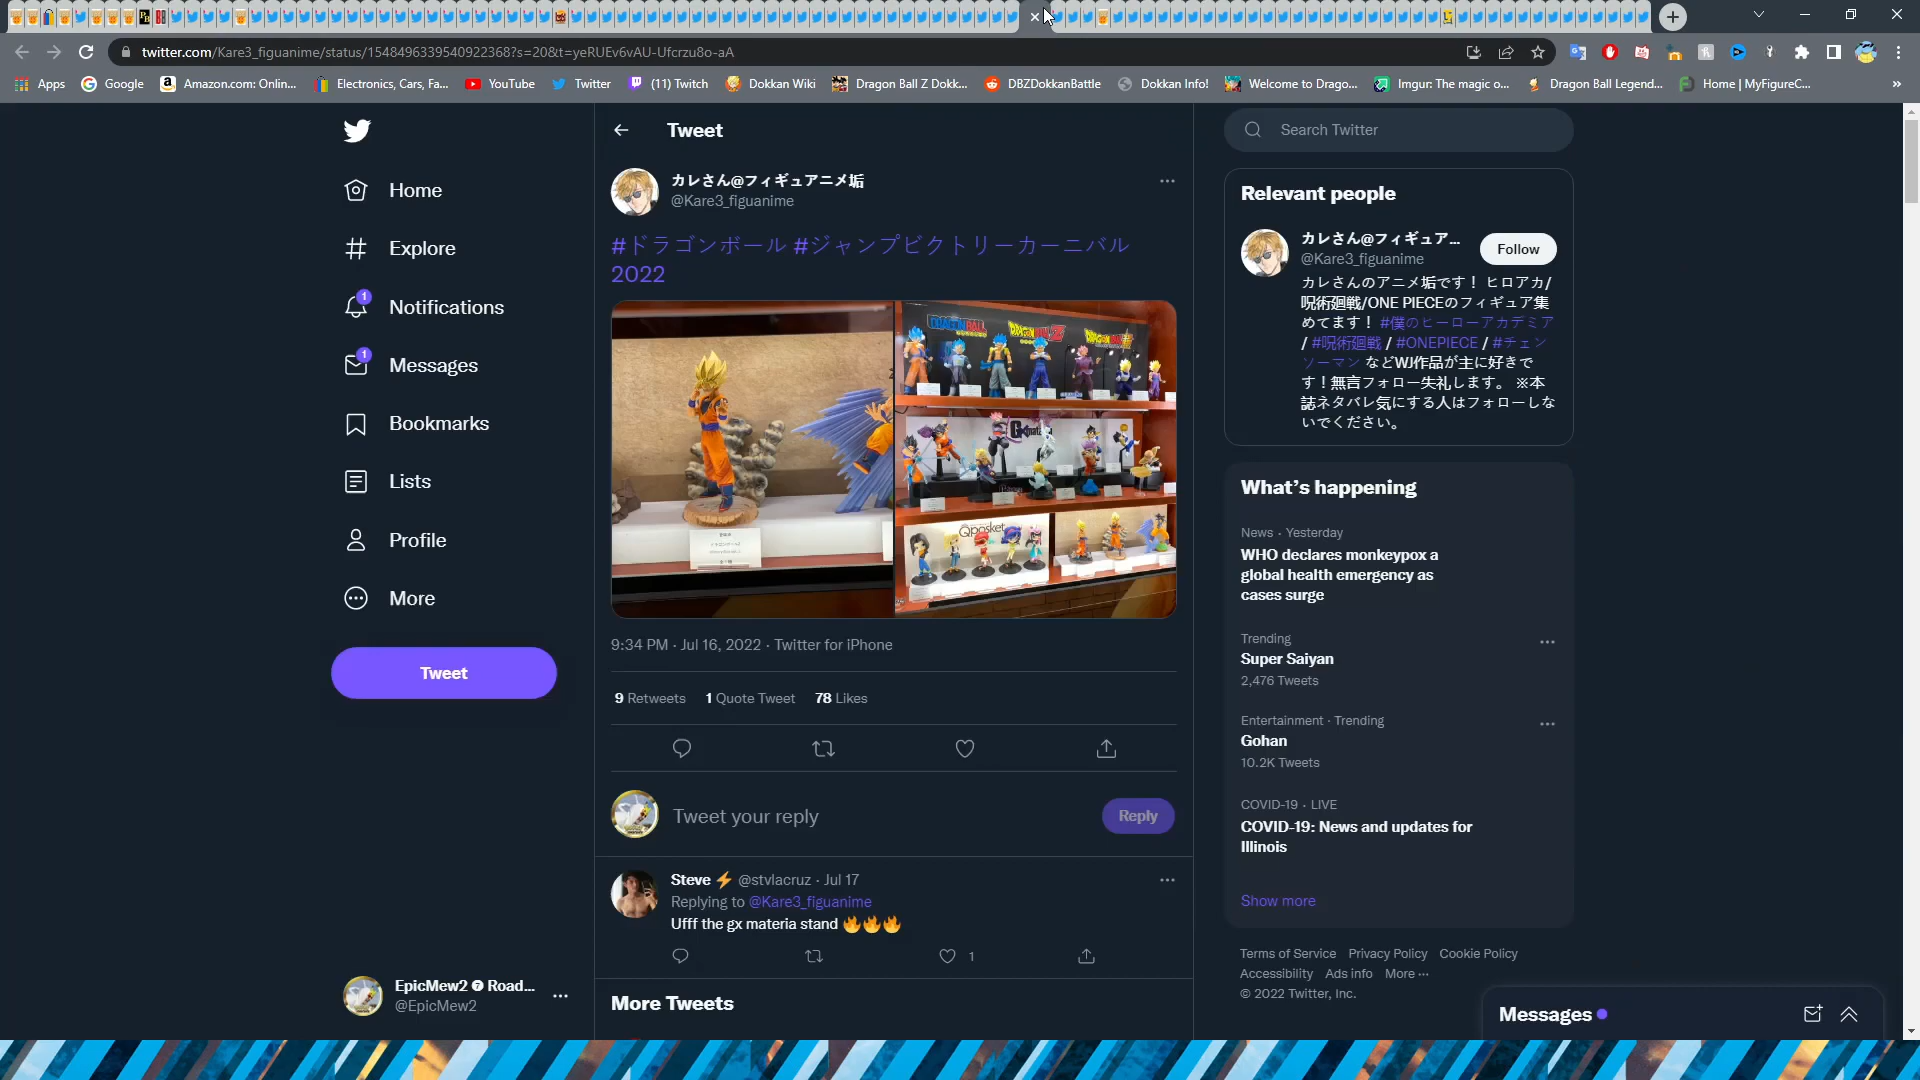 twitter.com/Kare3_figuanime/status/1548496339540922368?s=20&t=yeRUEv6vAU-Ufcrzu8o-aA
Apps
Google
Amazon.com: Onlin...
Electronics, Cars, Fa...
YouTube
Twitter
(11) Twitch
Dokkan Wiki
Dragon Ball Z Dokk...
DBZDokkanBattle
Dokkan Info!
Welcome to Drago...
Imgur: The magic o...
Dragon Ball Legend...
Home | MyFigureC...
»
Home
Explore
1
Notifications
1
Messages
Bookmarks
Lists
Profile
More
Tweet
EpicMew2 7 Road...
@EpicMew2
Tweet
カレさん@フィギュアニメ垢
@Kare3_figuanime
#ドラゴンボール #ジャンプビクトリーカーニバル
2022
DRAGON BALL
DRAGON BALL Z
Gxmateria
Qposket
9:34 PM · Jul 16, 2022 · Twitter for iPhone
9 Retweets 1 Quote Tweet 78 Likes
Tweet your reply
Reply
Steve ⚡ @stvlacruz · Jul 17
Replying to @Kare3_figuanime
Ufff the gx materia stand 🔥🔥🔥
1
More Tweets
Search Twitter
Relevant people
カレさん@フィギュア...
@Kare3_figuanime
Follow
カレさんのアニメ垢です！ ヒロアカ/
呪術廻戦/ONE PIECEのフィギュア集
めてます！ #僕のヒーローアカデミア
/ #呪術廻戦 / #ONEPIECE / #チェン
ソーマン などWJ作品が主に好きで
す！無言フォロー失礼します。 ※本
誌ネタバレ気にする人はフォローしな
いでください。
What's happening
News · Yesterday
WHO declares monkeypox a
global health emergency as
cases surge
Trending
Super Saiyan
2,476 Tweets
Entertainment · Trending
Gohan
10.2K Tweets
COVID-19 · LIVE
COVID-19: News and updates for
Illinois
Show more
Terms of Service Privacy Policy Cookie Policy
Accessibility Ads info More ···
© 2022 Twitter, Inc.
Messages